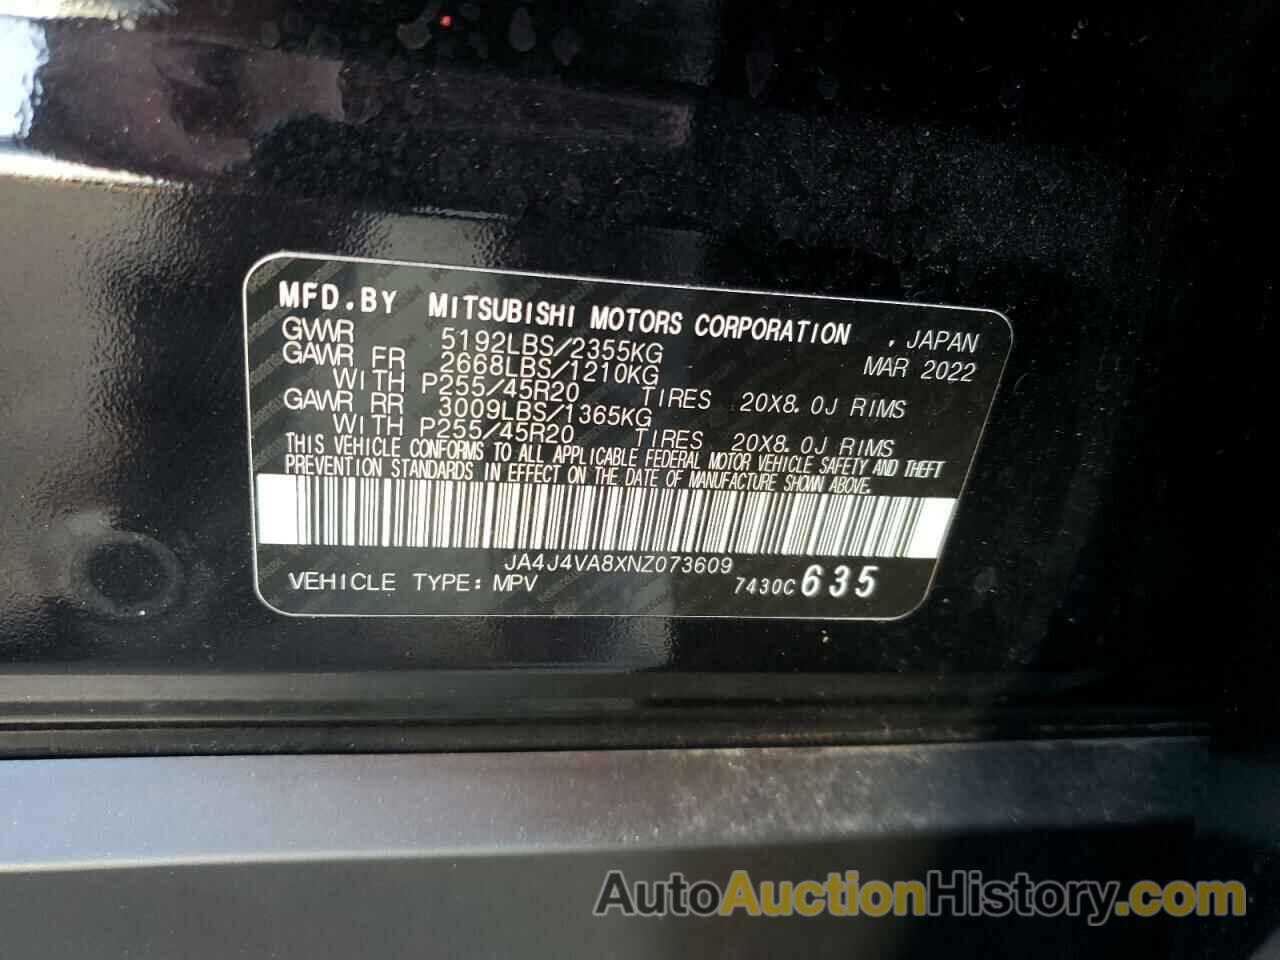 MFD.BY MITSUBISHI MOTORS CORPORATION , JAPAN
GVWR 5192LBS/2355KG MAR 2022
GAWR FR 2668LBS/1210KG
WITH P255/45R20 TIRES 20X8.0J RIMS
GAWR RR 3009LBS/1365KG
WITH P255/45R20 TIRES 20X8.0J RIMS
THIS VEHICLE CONFORMS TO ALL APPLICABLE FEDERAL MOTOR VEHICLE SAFETY AND THEFT
PREVENTION STANDARDS IN EFFECT ON THE DATE OF MANUFACTURE SHOWN ABOVE.
JA4J4VA8XNZ073609
VEHICLE TYPE: MPV 7430C 635
AutoAuctionHistory.com